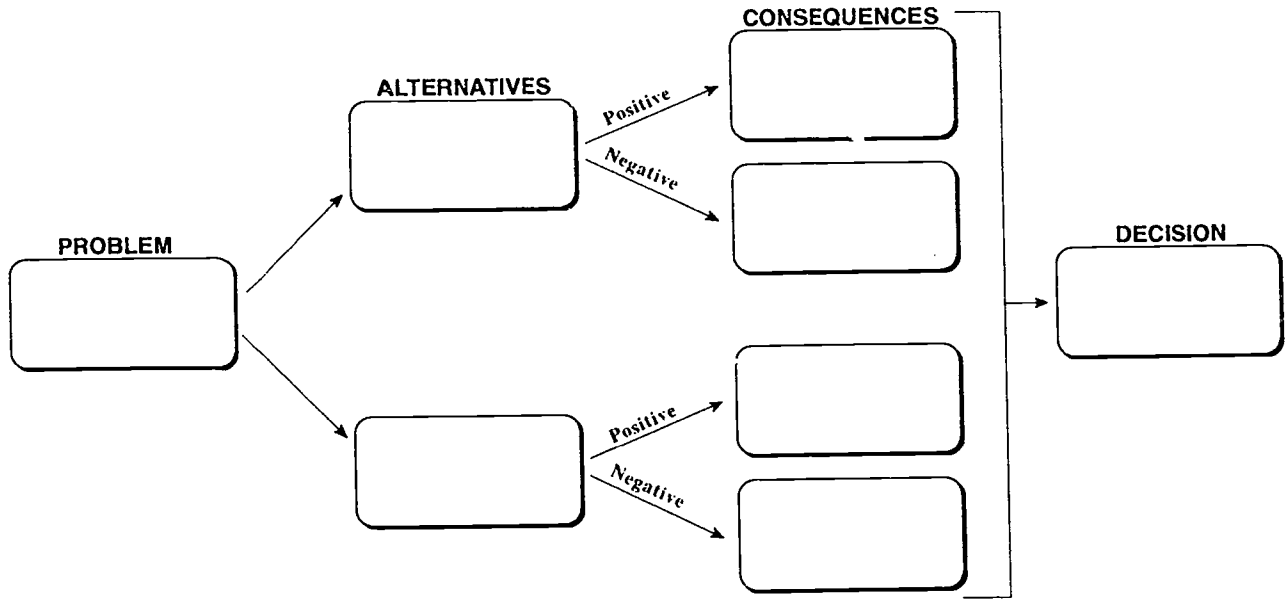 CONSEQUENCES
ALTERNATIVES
Positive
Negative
PROBLEM
DECISION
Positive
Negative